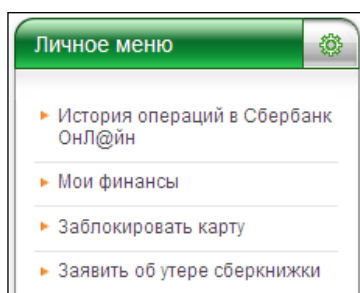 Личное меню
История операций в Сбербанк
ОнЛ@йн
Мои финансы
Заблокировать карту
Заявить об утере сберкнижки